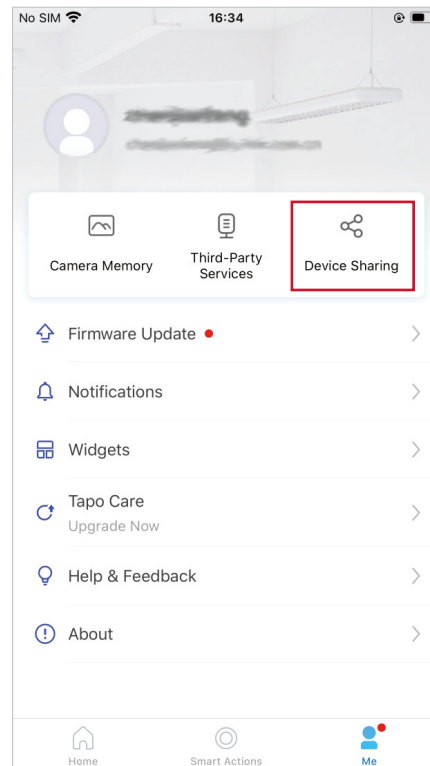 No SIM 16:34
Camera Memory
Third-Party
Services
Device Sharing
Firmware Update
Notifications
Widgets
Tapo Care
Upgrade Now
Help & Feedback
About
Home
Smart Actions
Me